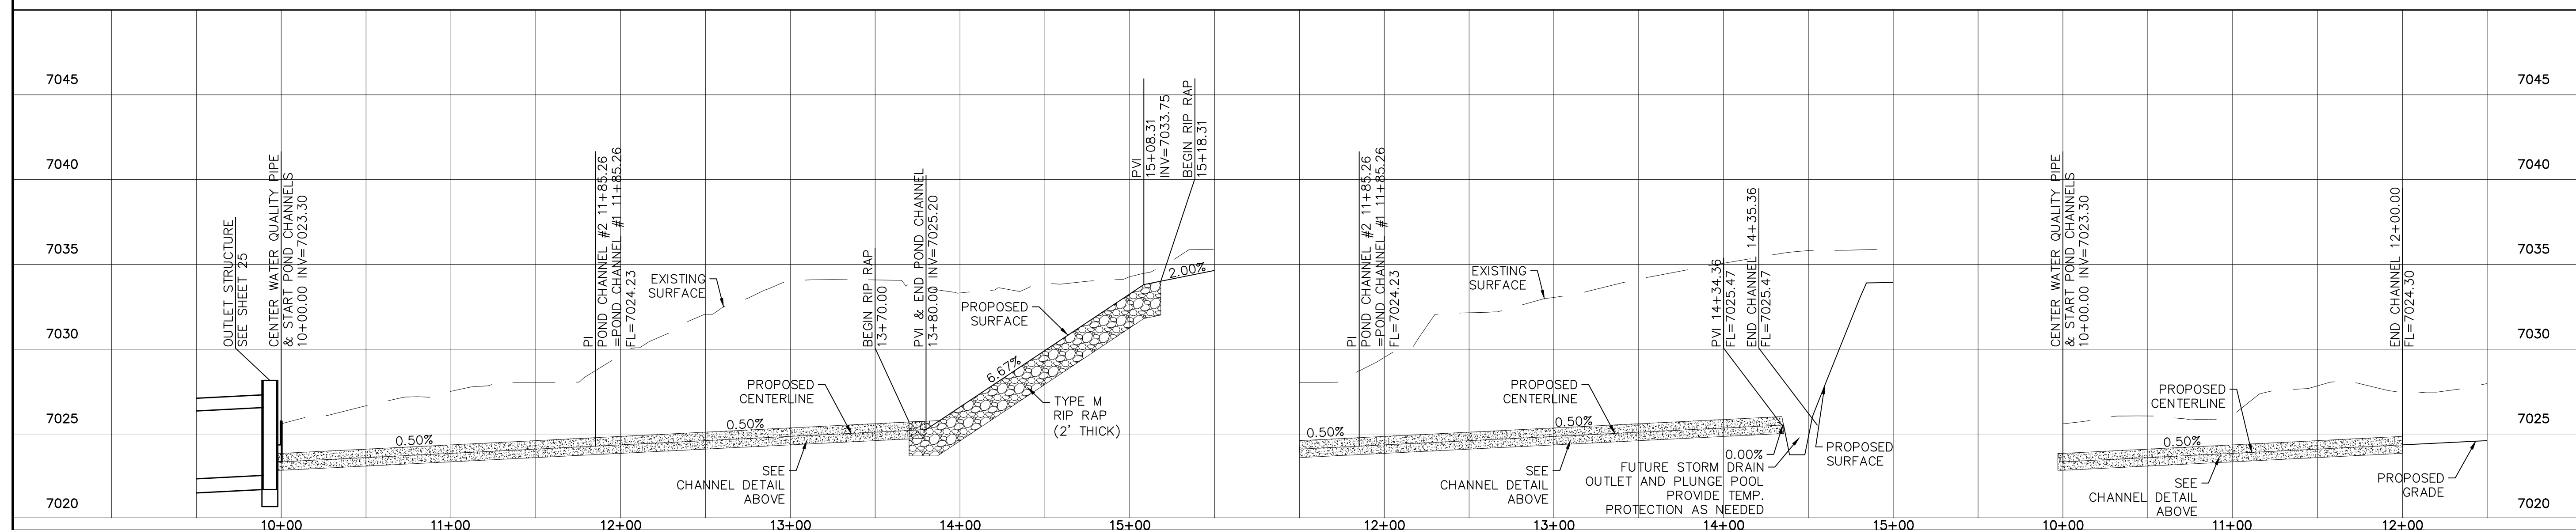 7045
7040
7035
7030
7025
7020
OUTLET STRUCTURE
SEE SHEET 25
CENTER WATER QUALITY PIPE
& START POND CHANNELS
10+00.00 INV=7023.30
PI
POND CHANNEL #2 11+85.26
=POND CHANNEL #1 11+85.26
FL=7024.23
EXISTING
SURFACE
BEGIN RIP RAP
13+70.00
PVI & END POND CHANNEL
13+80.00 INV=7025.20
PROPOSED
SURFACE
PVI
15+08.31
INV=7033.75
BEGIN RIP RAP
15+18.31
2.00%
6.67%
TYPE M
RIP RAP
(2' THICK)
PROPOSED
CENTERLINE
0.50%
0.50%
SEE
CHANNEL DETAIL
ABOVE
10+00
11+00
12+00
13+00
14+00
15+00
PI
POND CHANNEL #2 11+85.26
=POND CHANNEL #1 11+85.26
FL=7024.23
EXISTING
SURFACE
PVI 14+34.36
FL=7025.47
END CHANNEL 14+35.36
FL=7025.47
PROPOSED
CENTERLINE
0.50%
0.50%
SEE
CHANNEL DETAIL
ABOVE
0.00%
FUTURE STORM DRAIN
OUTLET AND PLUNGE POOL
PROVIDE TEMP.
PROTECTION AS NEEDED
PROPOSED
SURFACE
12+00
13+00
14+00
15+00
CENTER WATER QUALITY PIPE
& START POND CHANNELS
10+00.00 INV=7023.30
END CHANNEL 12+00.00
FL=7024.30
PROPOSED
CENTERLINE
0.50%
SEE
CHANNEL DETAIL
ABOVE
PROPOSED
GRADE
10+00
11+00
12+00
7045
7040
7035
7030
7025
7020